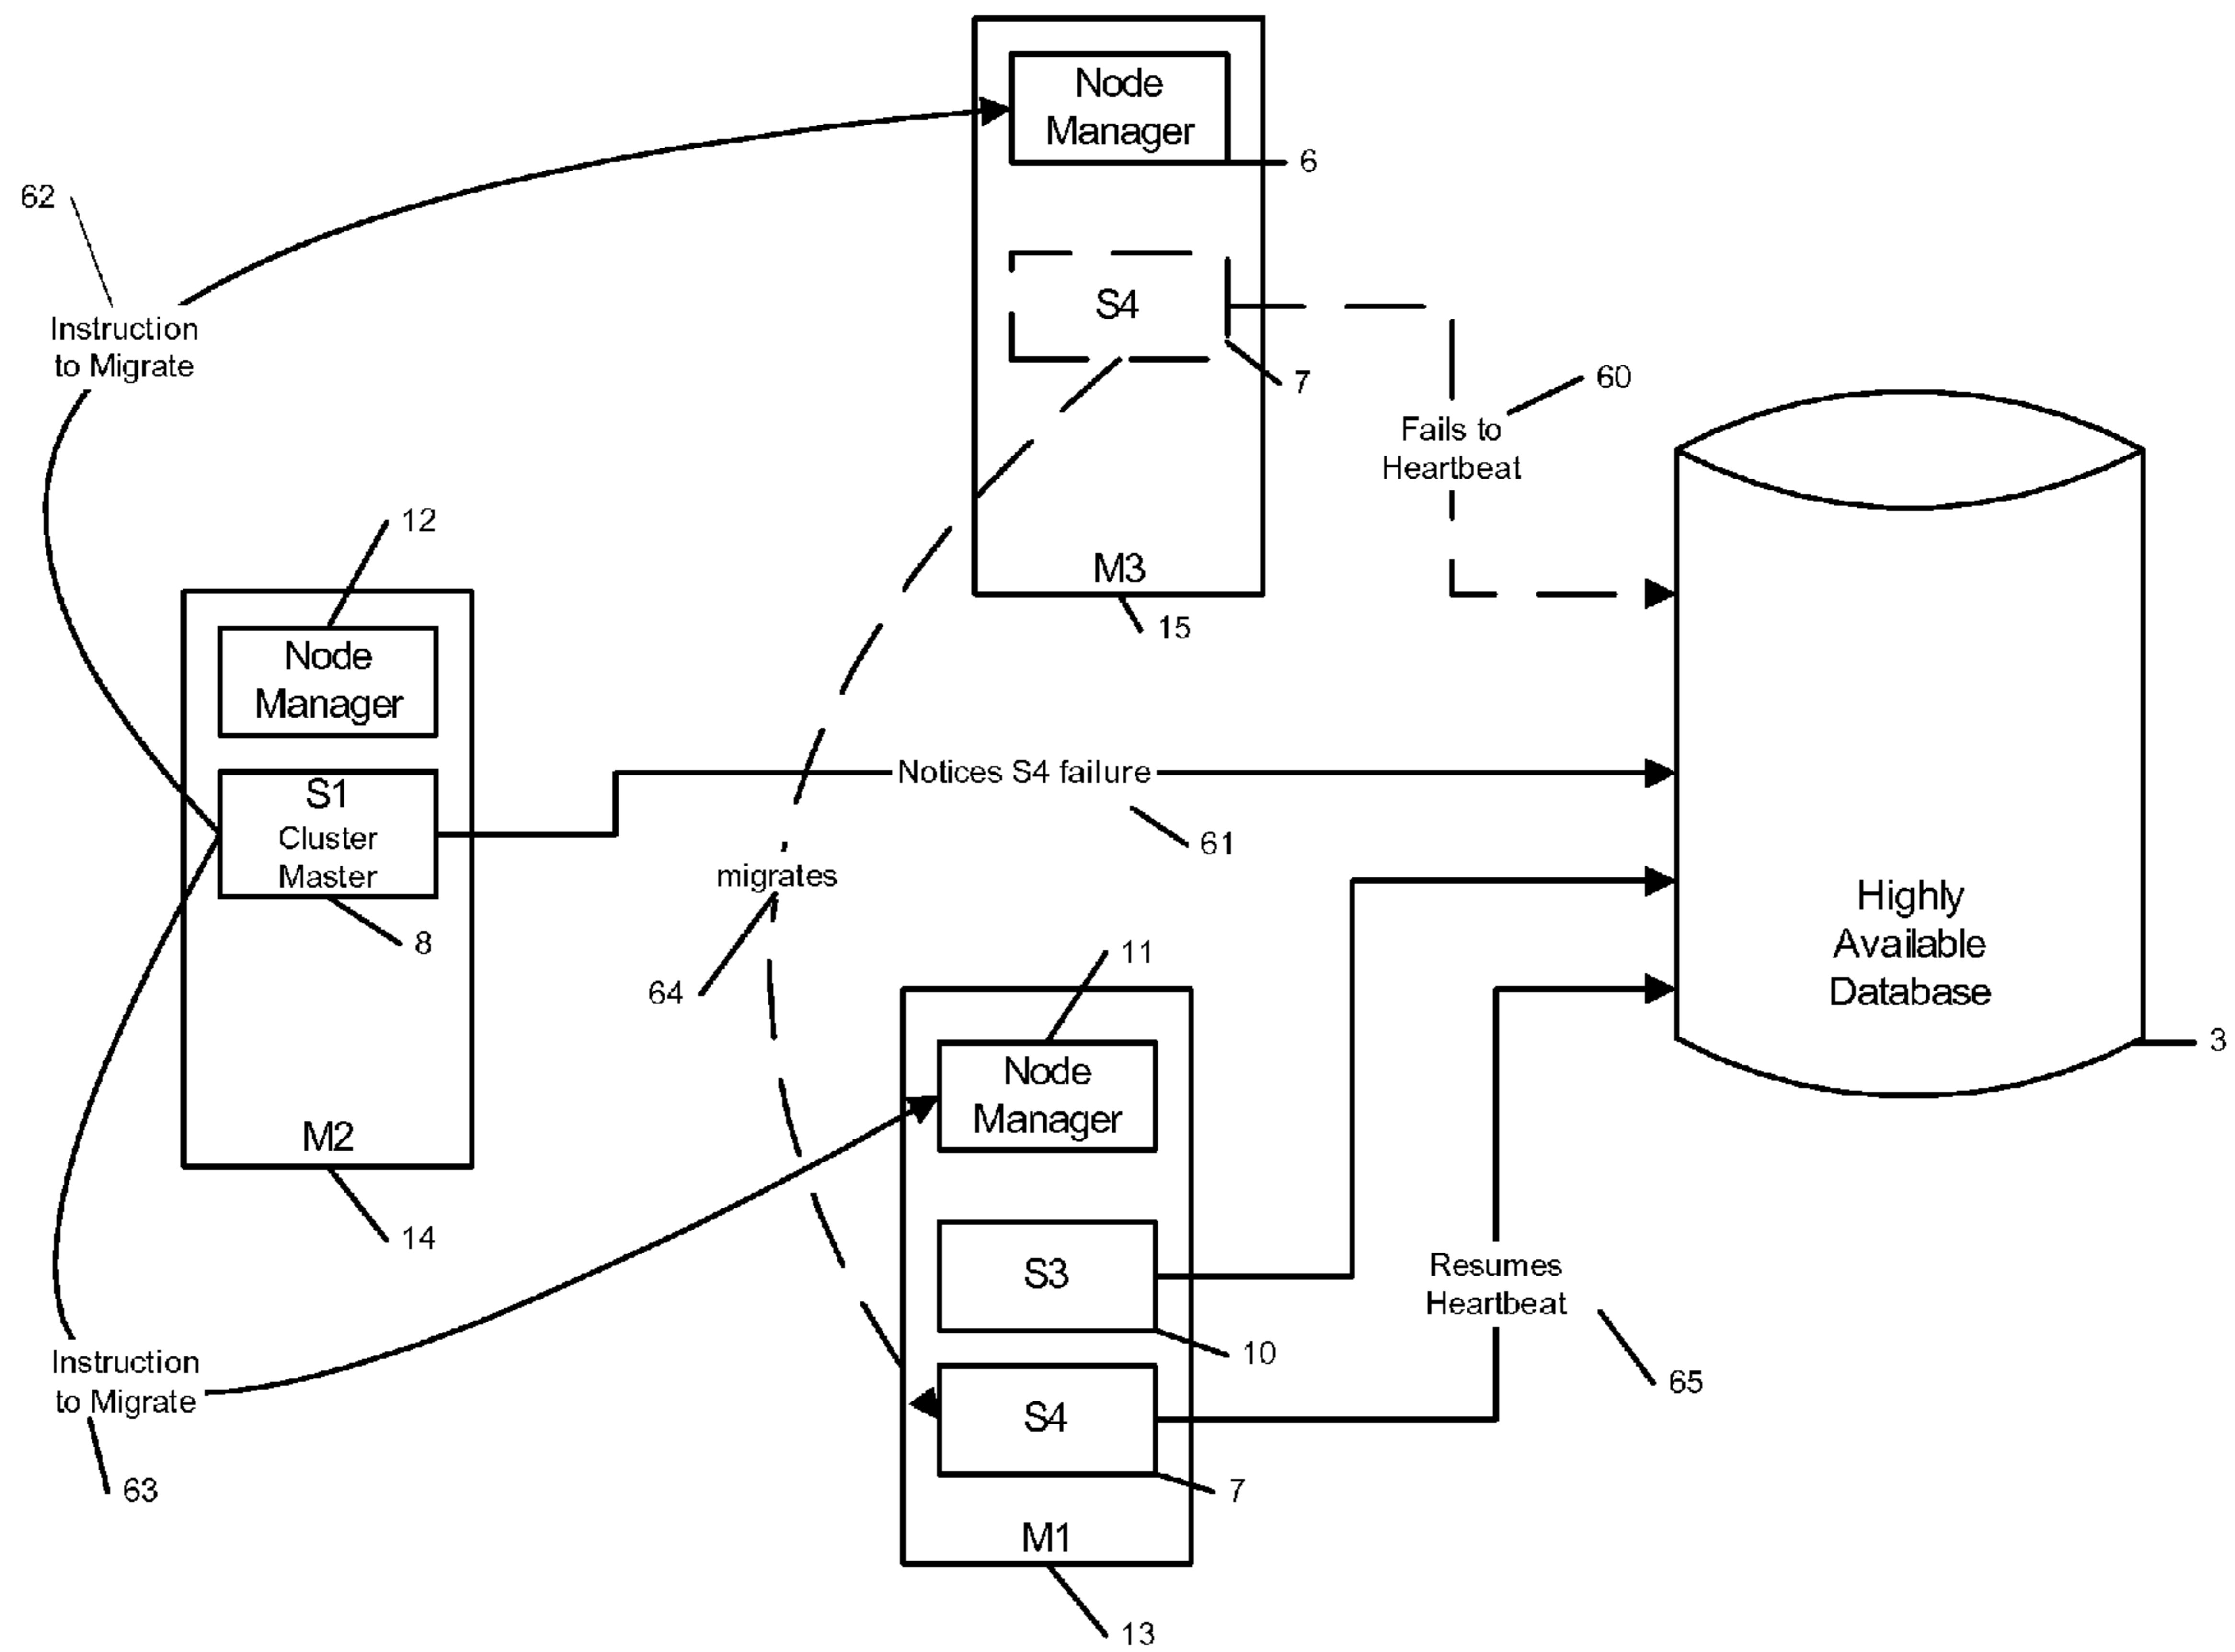 Node
Manager
6
62
S4
7
60
Instruction
to Migrate
Fails to
Heartbeat
12
M3
15
Node
Manager
S1
Cluster
Master
8
Notices S4 failure
61
migrates
64
Highly
Available
Database
3
11
Node
Manager
M2
14
S3
10
Resumes
Heartbeat
65
Instruction
to Migrate
63
S4
7
M1
13